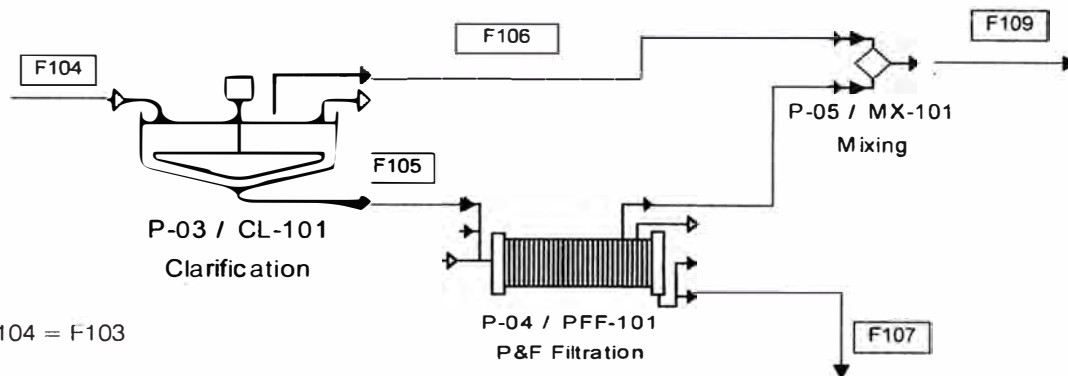 F106
F109
F104
P-05 / MX-101
Mixing
F105
P-03 / CL-101
Clarification
104 = F103
P-04 / PFF-101
P&F Filtration
F107